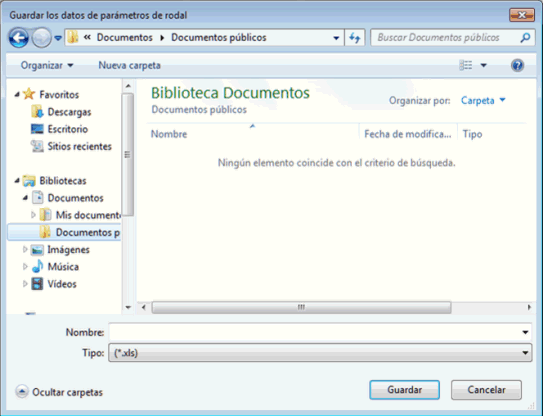 Guardar los datos de parámetros de rodal
« Documentos ▸ Documentos públicos
Buscar Documentos públicos
Organizar
Nueva carpeta
Favoritos
Descargas
Escritorio
Sitios recientes
Bibliotecas
Documentos
Mis document
Documentos p
Imágenes
Música
Vídeos
Biblioteca Documentos
Documentos públicos
Organizar por:
Carpeta
Nombre
Fecha de modifica...
Tipo
Ningún elemento coincide con el criterio de búsqueda.
Nombre:
Tipo:
(*.xls)
Ocultar carpetas
Guardar
Cancelar